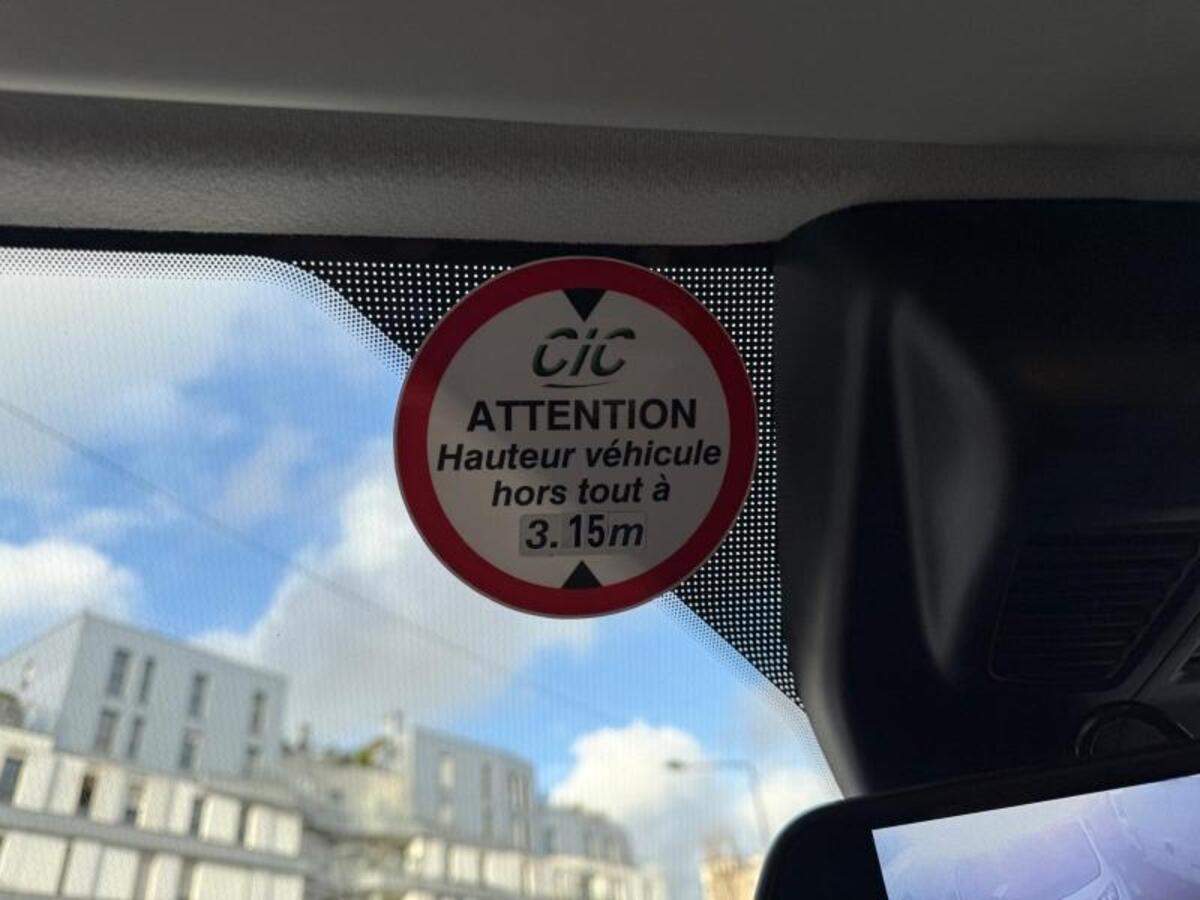 CIC
ATTENTION
Hauteur véhicule
hors tout à
3.15m